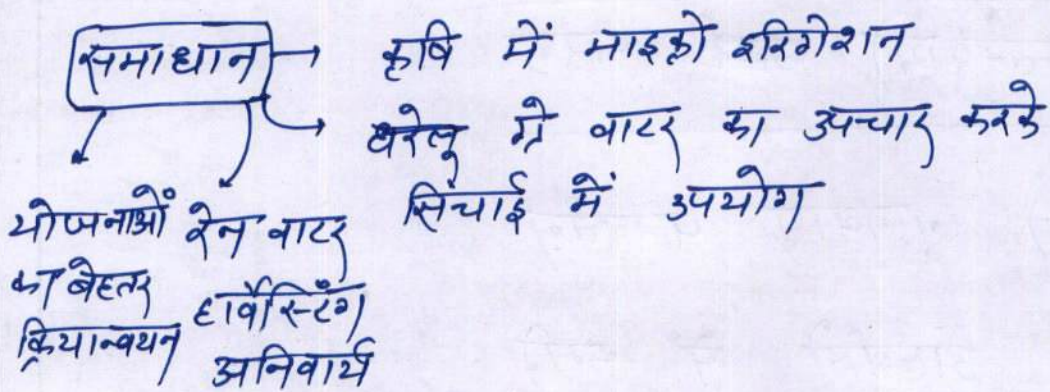 समाधान → कृषि में माइक्रो इरिगेशन
→ घरेलू ग्रे वाटर का उपचार करके
सिंचाई में उपयोग
योजनाओं
का बेहतर
क्रियान्वयन
रेन वाटर
हार्वेस्टिंग
अनिवार्य